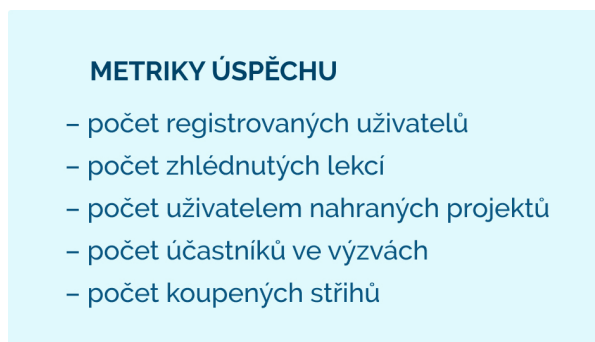 METRIKY ÚSPĚCHU
– počet registrovaných uživatelů
– počet zhlédnutých lekcí
– počet uživatelem nahraných projektů
– počet účastníků ve výzvách
– počet koupených střihů